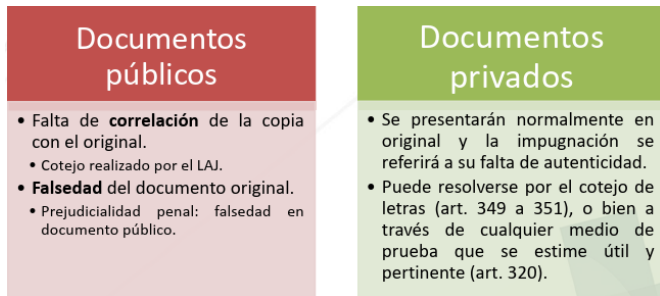 Documentos
públicos
• Falta de correlación de la copia
con el original.
• Cotejo realizado por el LAJ.
• Falsedad del documento original.
• Prejudicialidad penal: falsedad en
documento público.
Documentos
privados
• Se presentarán normalmente en
original y la impugnación se
referirá a su falta de autenticidad.
• Puede resolverse por el cotejo de
letras (art. 349 a 351), o bien a
través de cualquier medio de
prueba que se estime útil y
pertinente (art. 320).